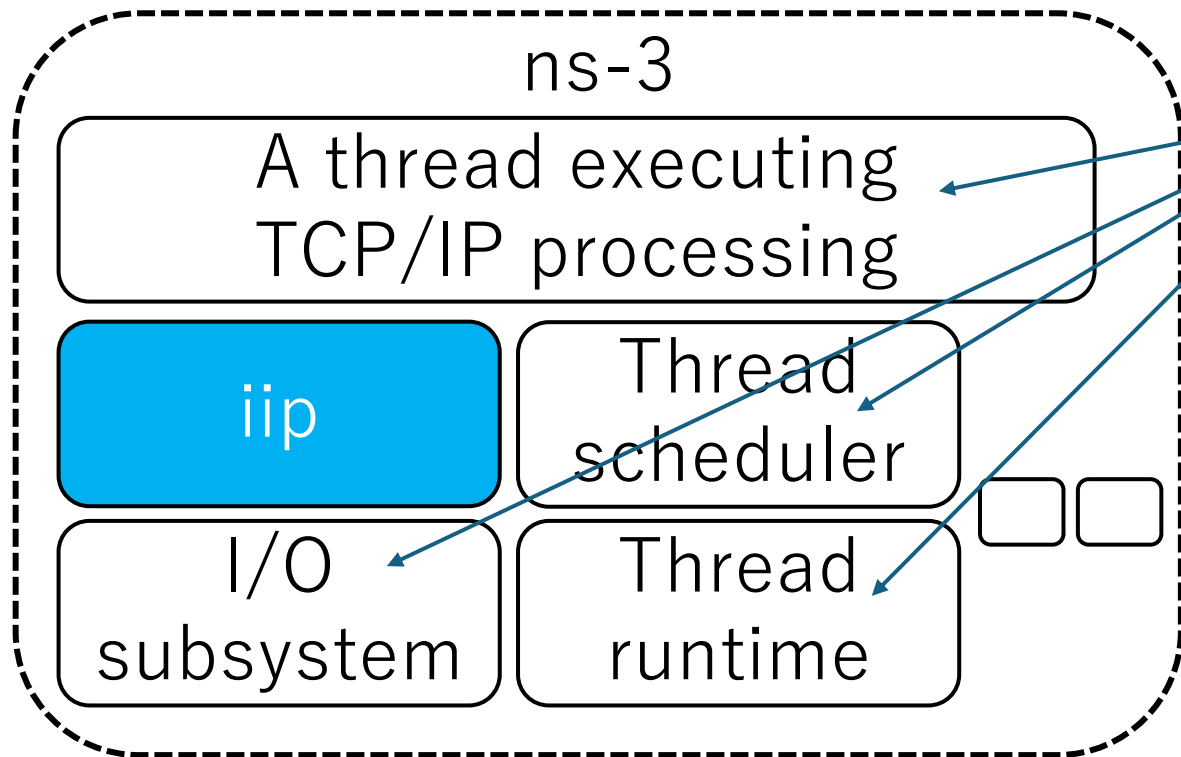 ns-3
A thread executing
TCP/IP processing
iip
Thread
scheduler
I/O
subsystem
Thread
runtime